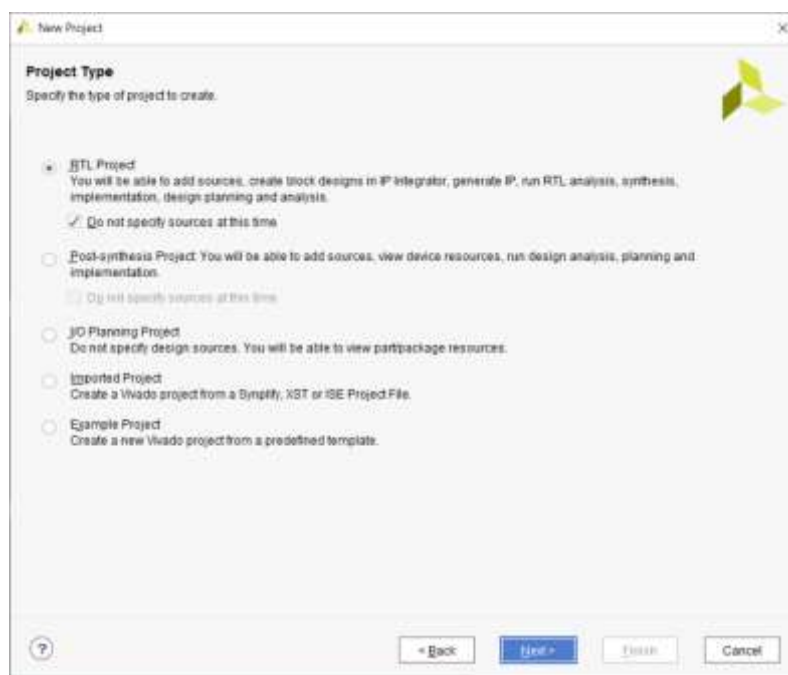 New Project
Project Type
Specify the type of project to create.
RTL Project
You will be able to add sources, create block designs in IP Integrator, generate IP, run RTL analysis, synthesis,
implementation, design planning and analysis.
Do not specify sources at this time
Post-synthesis Project: You will be able to add sources, view device resources, run design analysis, planning and
implementation.
Do not specify sources at this time
I/O Planning Project
Do not specify design sources. You will be able to view part/package resources.
Imported Project
Create a Vivado project from a Synplify, XST or ISE Project File.
Example Project
Create a new Vivado project from a predefined template.
?
< Back
Next >
Finish
Cancel